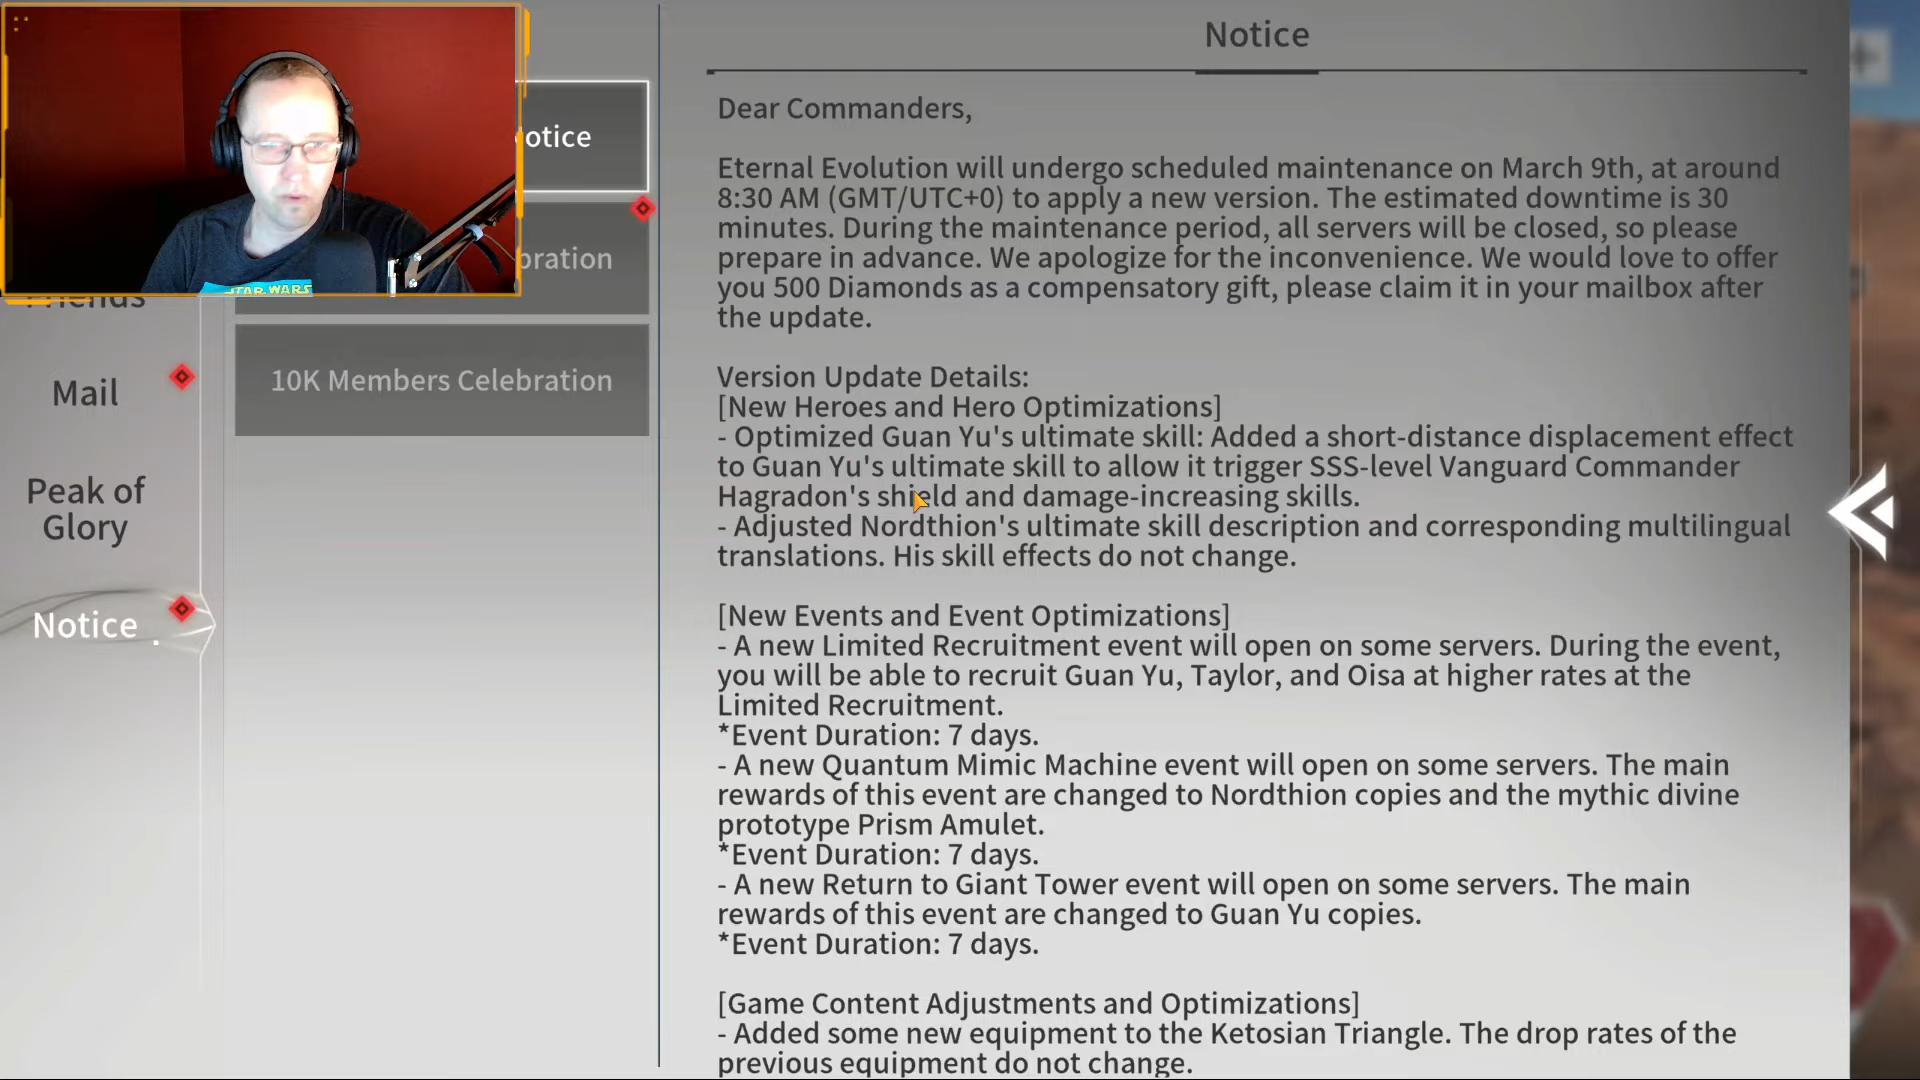 Notice
Dear Commanders,
Eternal Evolution will undergo scheduled maintenance on March 9th, at around
8:30 AM (GMT/UTC+0) to apply a new version. The estimated downtime is 30
minutes. During the maintenance period, all servers will be closed, so please
prepare in advance. We apologize for the inconvenience. We would love to offer
you 500 Diamonds as a compensatory gift, please claim it in your mailbox after
the update.
Version Update Details:
[New Heroes and Hero Optimizations]
- Optimized Guan Yu's ultimate skill: Added a short-distance displacement effect
to Guan Yu's ultimate skill to allow it trigger SSS-level Vanguard Commander
Hagradon's shield and damage-increasing skills.
- Adjusted Nordthion's ultimate skill description and corresponding multilingual
translations. His skill effects do not change.
[New Events and Event Optimizations]
- A new Limited Recruitment event will open on some servers. During the event,
you will be able to recruit Guan Yu, Taylor, and Oisa at higher rates at the
Limited Recruitment.
*Event Duration: 7 days.
- A new Quantum Mimic Machine event will open on some servers. The main
rewards of this event are changed to Nordthion copies and the mythic divine
prototype Prism Amulet.
*Event Duration: 7 days.
- A new Return to Giant Tower event will open on some servers. The main
rewards of this event are changed to Guan Yu copies.
*Event Duration: 7 days.
[Game Content Adjustments and Optimizations]
- Added some new equipment to the Ketosian Triangle. The drop rates of the
previous equipment do not change.
otice
bration
10K Members Celebration
Friends
Mail
Peak of
Glory
Notice
STAR WARS